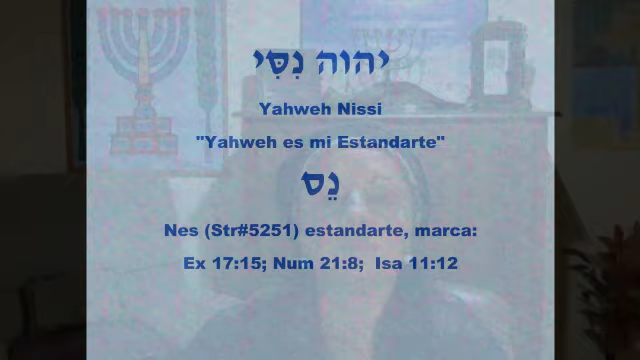 יהוה נִסִּי
Yahweh Nissi
"Yahweh es mi Estandarte"
נֵס
Nes (Str#5251) estandarte, marca:
Ex 17:15; Num 21:8;  Isa 11:12